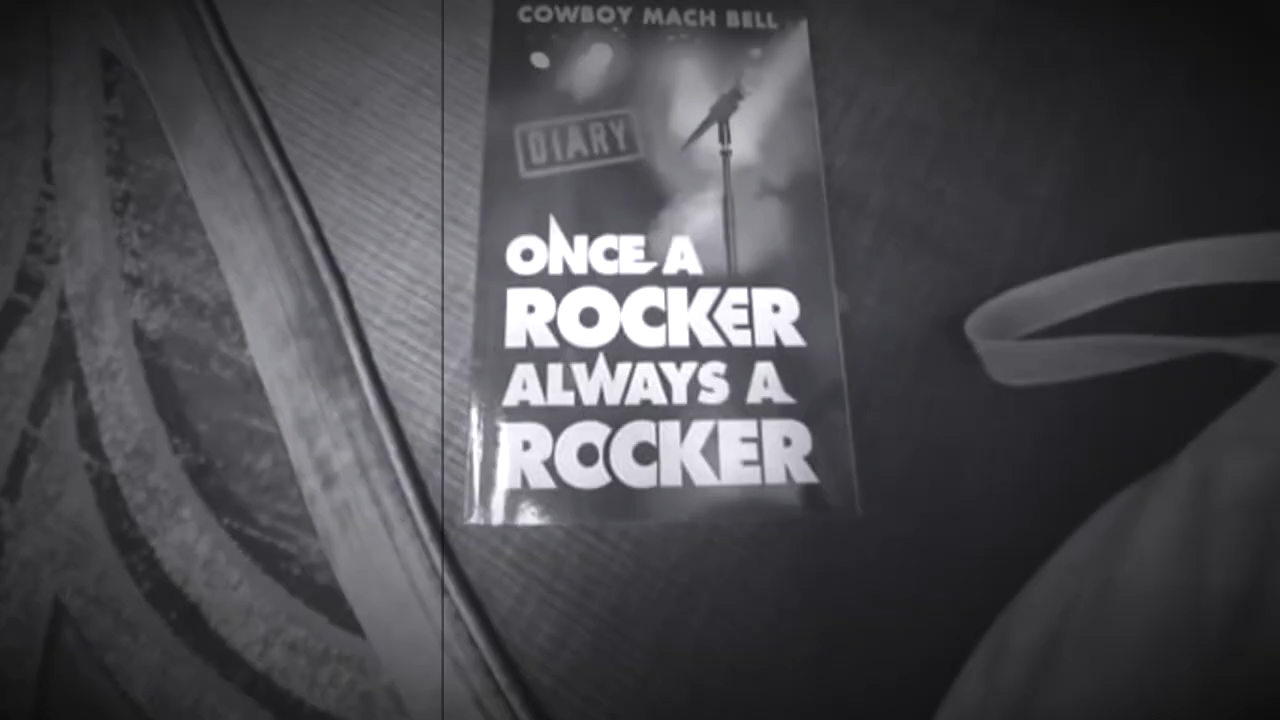 COWBOY MACH BELL
DIARY
ONCE A
ROCKER
ALWAYS A
ROCKER